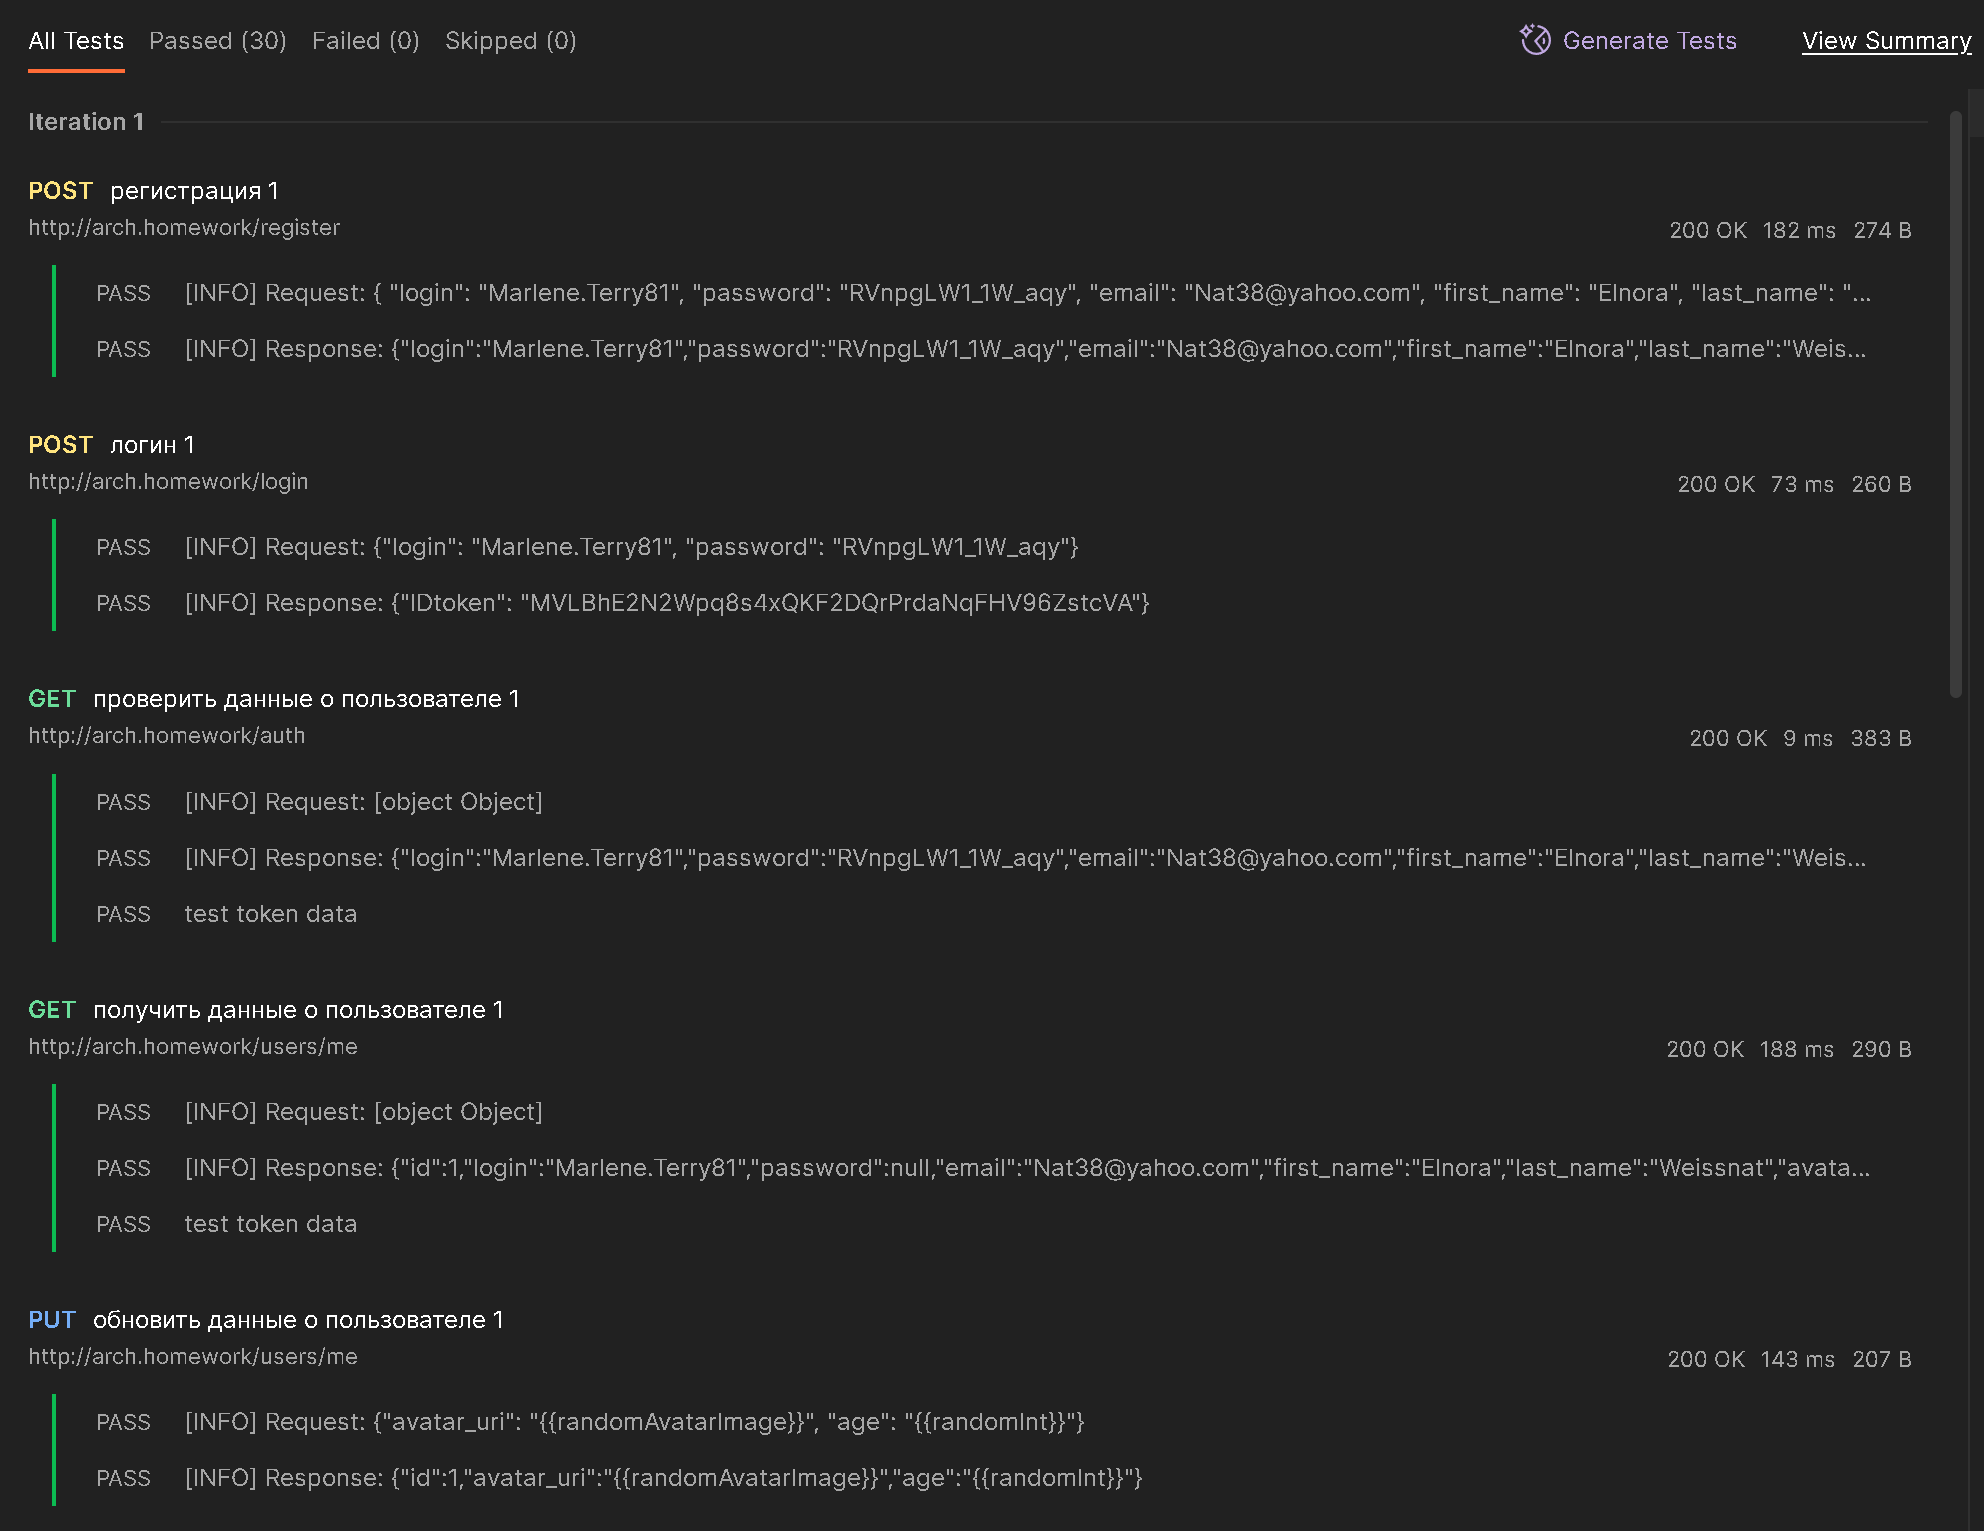 All Tests Passed (30) Failed (0) Skipped (0) Generate Tests View Summary
Iteration 1
POST регистрация 1
http://arch.homework/register
200 OK 182 ms 274 B
PASS [INFO] Request: { "login": "Marlene.Terry81", "password": "RVnpgLW1_1W_aqy", "email": "Nat38@yahoo.com", "first_name": "Elnora", "last_name": "...
PASS [INFO] Response: {"login":"Marlene.Terry81","password":"RVnpgLW1_1W_aqy","email":"Nat38@yahoo.com","first_name":"Elnora","last_name":"Weis...
POST логин 1
http://arch.homework/login
200 OK 73 ms 260 B
PASS [INFO] Request: {"login": "Marlene.Terry81", "password": "RVnpgLW1_1W_aqy"}
PASS [INFO] Response: {"IDtoken": "MVLBhE2N2Wpq8s4xQKF2DQrPrdaNqFHV96ZstcVA"}
GET проверить данные о пользователе 1
http://arch.homework/auth
200 OK 9 ms 383 B
PASS [INFO] Request: [object Object]
PASS [INFO] Response: {"login":"Marlene.Terry81","password":"RVnpgLW1_1W_aqy","email":"Nat38@yahoo.com","first_name":"Elnora","last_name":"Weis...
PASS test token data
GET получить данные о пользователе 1
http://arch.homework/users/me
200 OK 188 ms 290 B
PASS [INFO] Request: [object Object]
PASS [INFO] Response: {"id":1,"login":"Marlene.Terry81","password":null,"email":"Nat38@yahoo.com","first_name":"Elnora","last_name":"Weissnat","avata...
PASS test token data
PUT обновить данные о пользователе 1
http://arch.homework/users/me
200 OK 143 ms 207 B
PASS [INFO] Request: {"avatar_uri": "{{randomAvatarImage}}", "age": "{{randomInt}}"}
PASS [INFO] Response: {"id":1,"avatar_uri":"{{randomAvatarImage}}","age":"{{randomInt}}"}